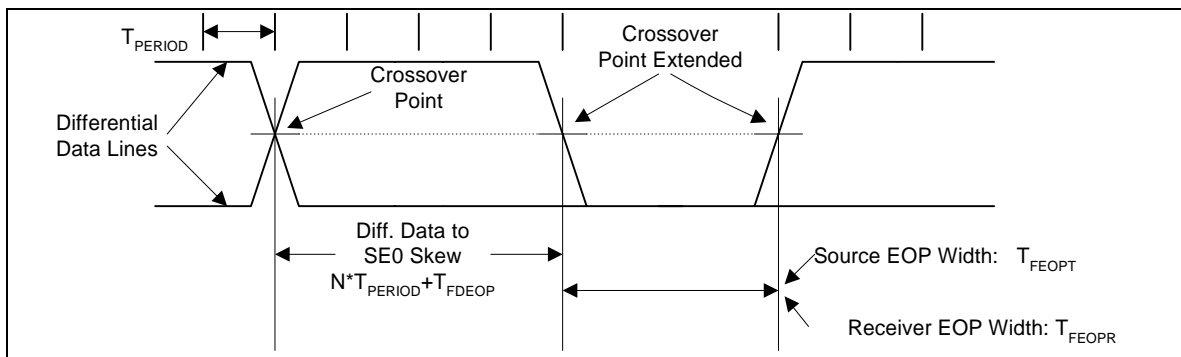 T_PERIOD
Crossover
Point Extended
Crossover
Point
Differential
Data Lines
Diff. Data to
SE0 Skew
N*T_PERIOD+T_FDEOP
Source EOP Width: T_FEOPT
Receiver EOP Width: T_FEOPR